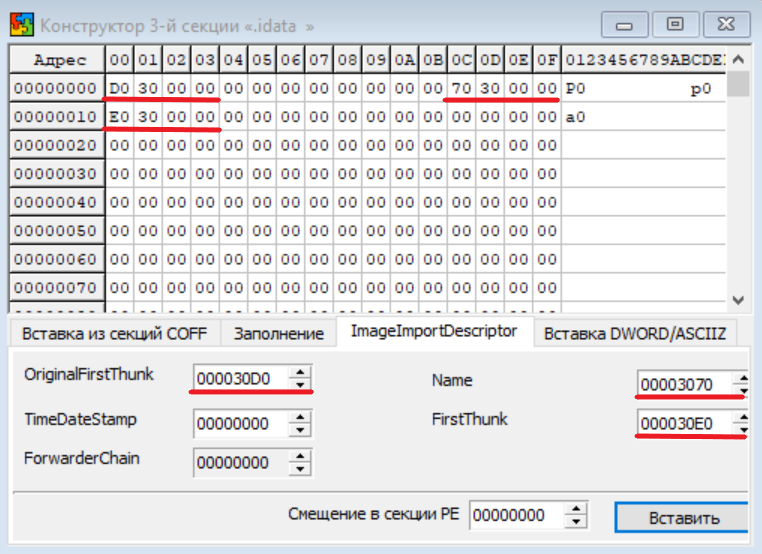 Конструктор 3-й секции «.idata »
Адрес 00 01 02 03 04 05 06 07 08 09 0A 0B 0C 0D 0E 0F 0123456789ABCDE
00000000 D0 30 00 00 00 00 00 00 00 00 00 00 70 30 00 00 P0 p0
00000010 E0 30 00 00 00 00 00 00 00 00 00 00 00 00 00 00 a0
00000020 00 00 00 00 00 00 00 00 00 00 00 00 00 00 00 00
00000030 00 00 00 00 00 00 00 00 00 00 00 00 00 00 00 00
00000040 00 00 00 00 00 00 00 00 00 00 00 00 00 00 00 00
00000050 00 00 00 00 00 00 00 00 00 00 00 00 00 00 00 00
00000060 00 00 00 00 00 00 00 00 00 00 00 00 00 00 00 00
00000070 00 00 00 00 00 00 00 00 00 00 00 00 00 00 00 00
Вставка из секций COFF Заполнение ImageImportDescriptor Вставка DWORD/ASCIIZ
OriginalFirstThunk 000030D0 Name 00003070
TimeDateStamp 00000000 FirstThunk 000030E0
ForwarderChain 00000000
Смещение в секции PE 00000000 Вставить